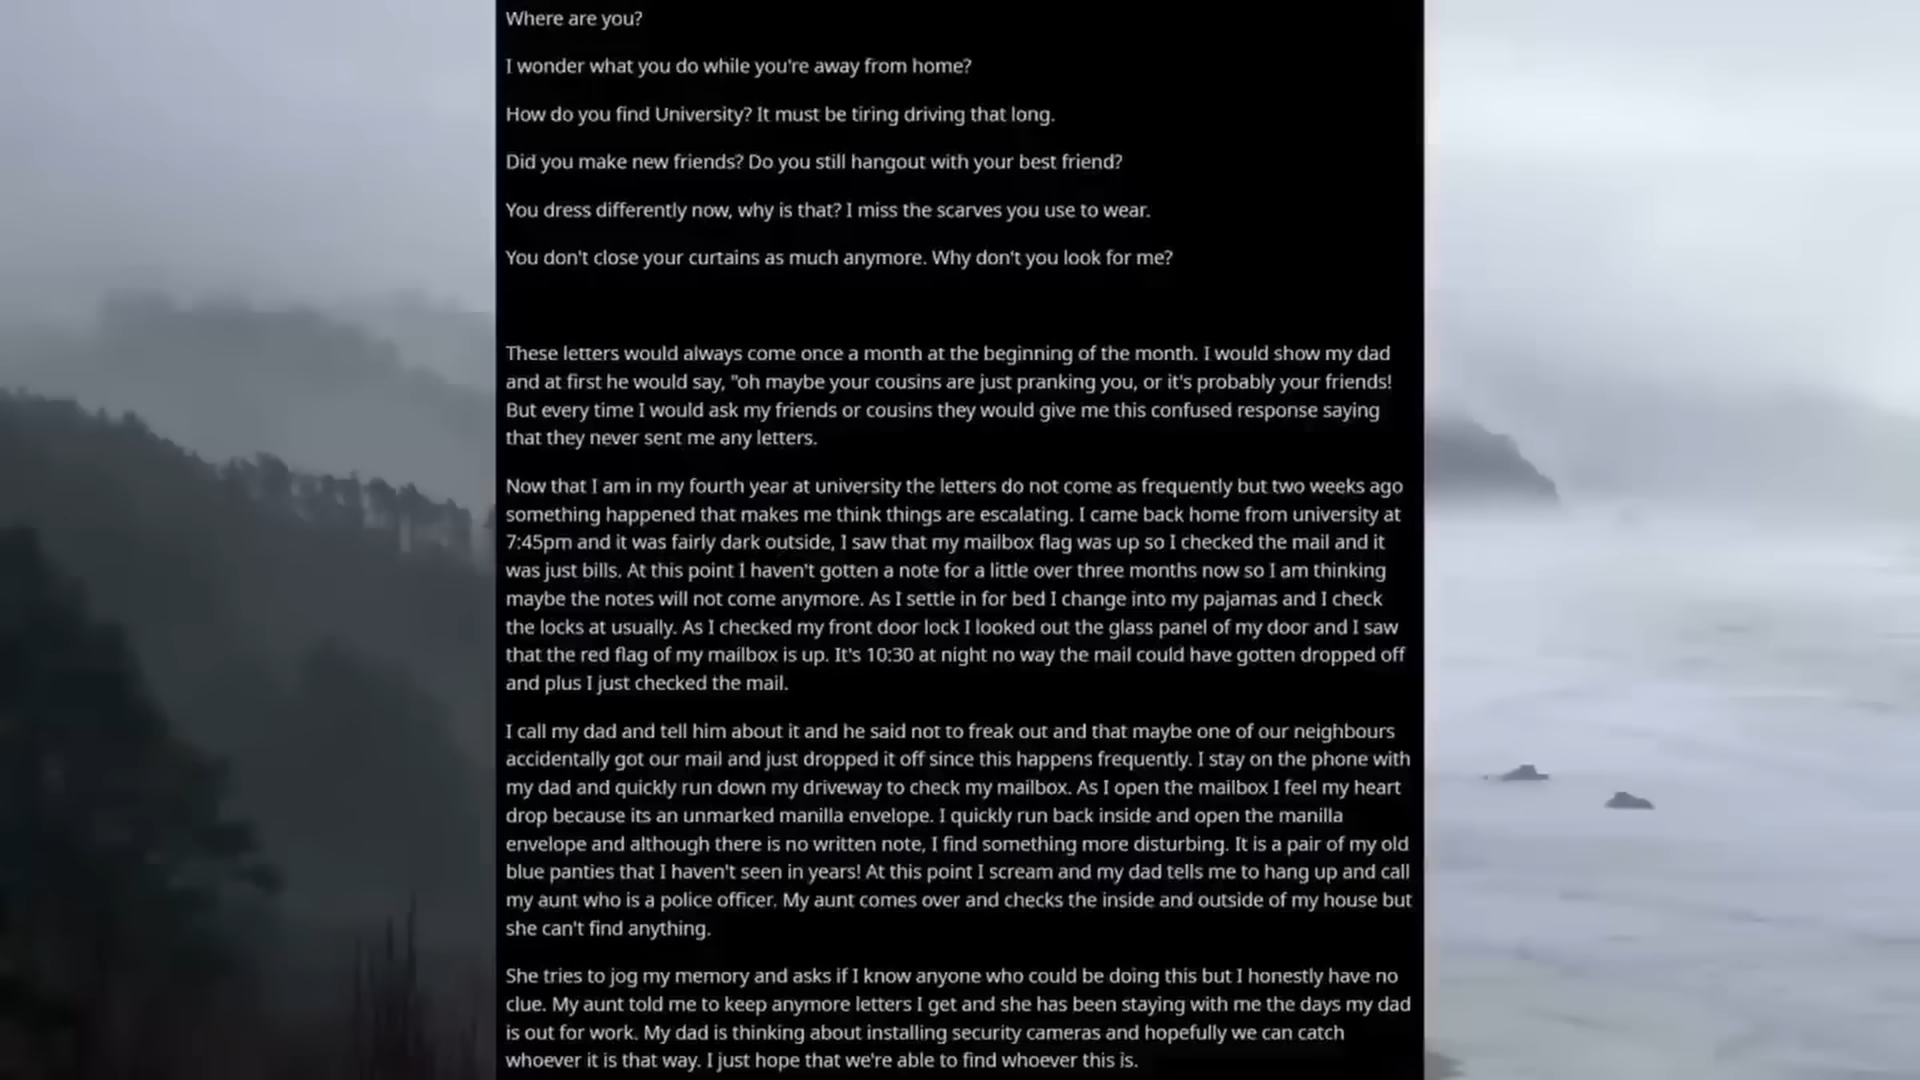 Where are you?
I wonder what you do while you're away from home?
How do you find University? It must be tiring driving that long.
Did you make new friends? Do you still hangout with your best friend?
You dress differently now, why is that? I miss the scarves you use to wear.
You don't close your curtains as much anymore. Why don't you look for me?
These letters would always come once a month at the beginning of the month. I would show my dad
and at first he would say, "oh maybe your cousins are just pranking you, or it's probably your friends!
But every time I would ask my friends or cousins they would give me this confused response saying
that they never sent me any letters.
Now that I am in my fourth year at university the letters do not come as frequently but two weeks ago
something happened that makes me think things are escalating. I came back home from university at
7:45pm and it was fairly dark outside, I saw that my mailbox flag was up so I checked the mail and it
was just bills. At this point I haven't gotten a note for a little over three months now so I am thinking
maybe the notes will not come anymore. As I settle in for bed I change into my pajamas and I check
the locks at usually. As I checked my front door lock I looked out the glass panel of my door and I saw
that the red flag of my mailbox is up. It's 10:30 at night no way the mail could have gotten dropped off
and plus I just checked the mail.
I call my dad and tell him about it and he said not to freak out and that maybe one of our neighbours
accidentally got our mail and just dropped it off since this happens frequently. I stay on the phone with
my dad and quickly run down my driveway to check my mailbox. As I open the mailbox I feel my heart
drop because its an unmarked manilla envelope. I quickly run back inside and open the manilla
envelope and although there is no written note, I find something more disturbing. It is a pair of my old
blue panties that I haven't seen in years! At this point I scream and my dad tells me to hang up and call
my aunt who is a police officer. My aunt comes over and checks the inside and outside of my house but
she can't find anything.
She tries to jog my memory and asks if I know anyone who could be doing this but I honestly have no
clue. My aunt told me to keep anymore letters I get and she has been staying with me the days my dad
is out for work. My dad is thinking about installing security cameras and hopefully we can catch
whoever it is that way. I just hope that we're able to find whoever this is.